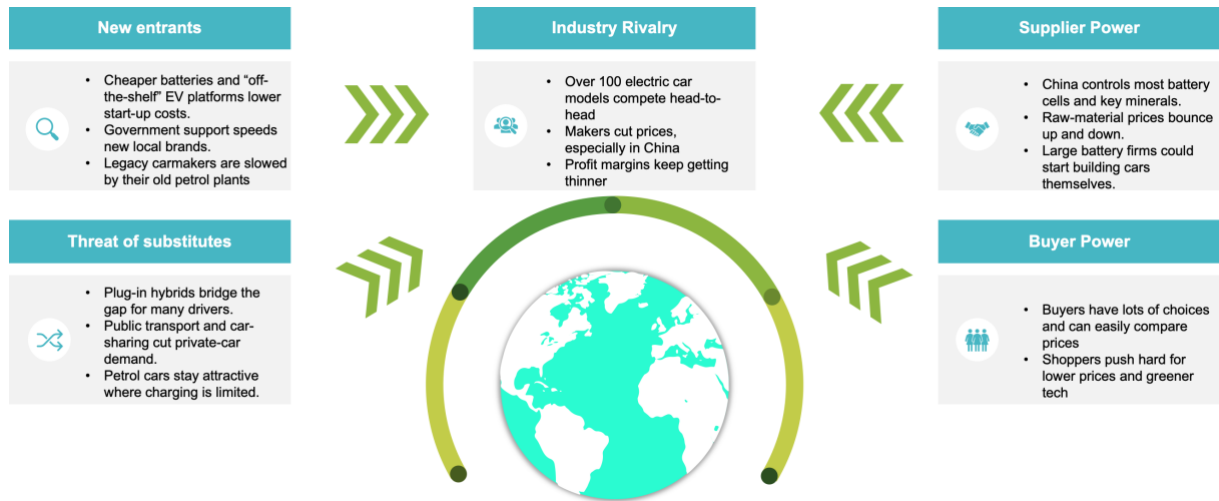 New entrants
• Cheaper batteries and “off-
the-shelf” EV platforms lower
start-up costs.
• Government support speeds
new local brands.
• Legacy carmakers are slowed
by their old petrol plants
Industry Rivalry
• Over 100 electric car
models compete head-to-
head
• Makers cut prices,
especially in China
• Profit margins keep getting
thinner
Supplier Power
• China controls most battery
cells and key minerals.
• Raw-material prices bounce
up and down.
• Large battery firms could
start building cars
themselves.
Threat of substitutes
• Plug-in hybrids bridge the
gap for many drivers.
• Public transport and car-
sharing cut private-car
demand.
• Petrol cars stay attractive
where charging is limited.
Buyer Power
• Buyers have lots of choices
and can easily compare
prices
• Shoppers push hard for
lower prices and greener
tech